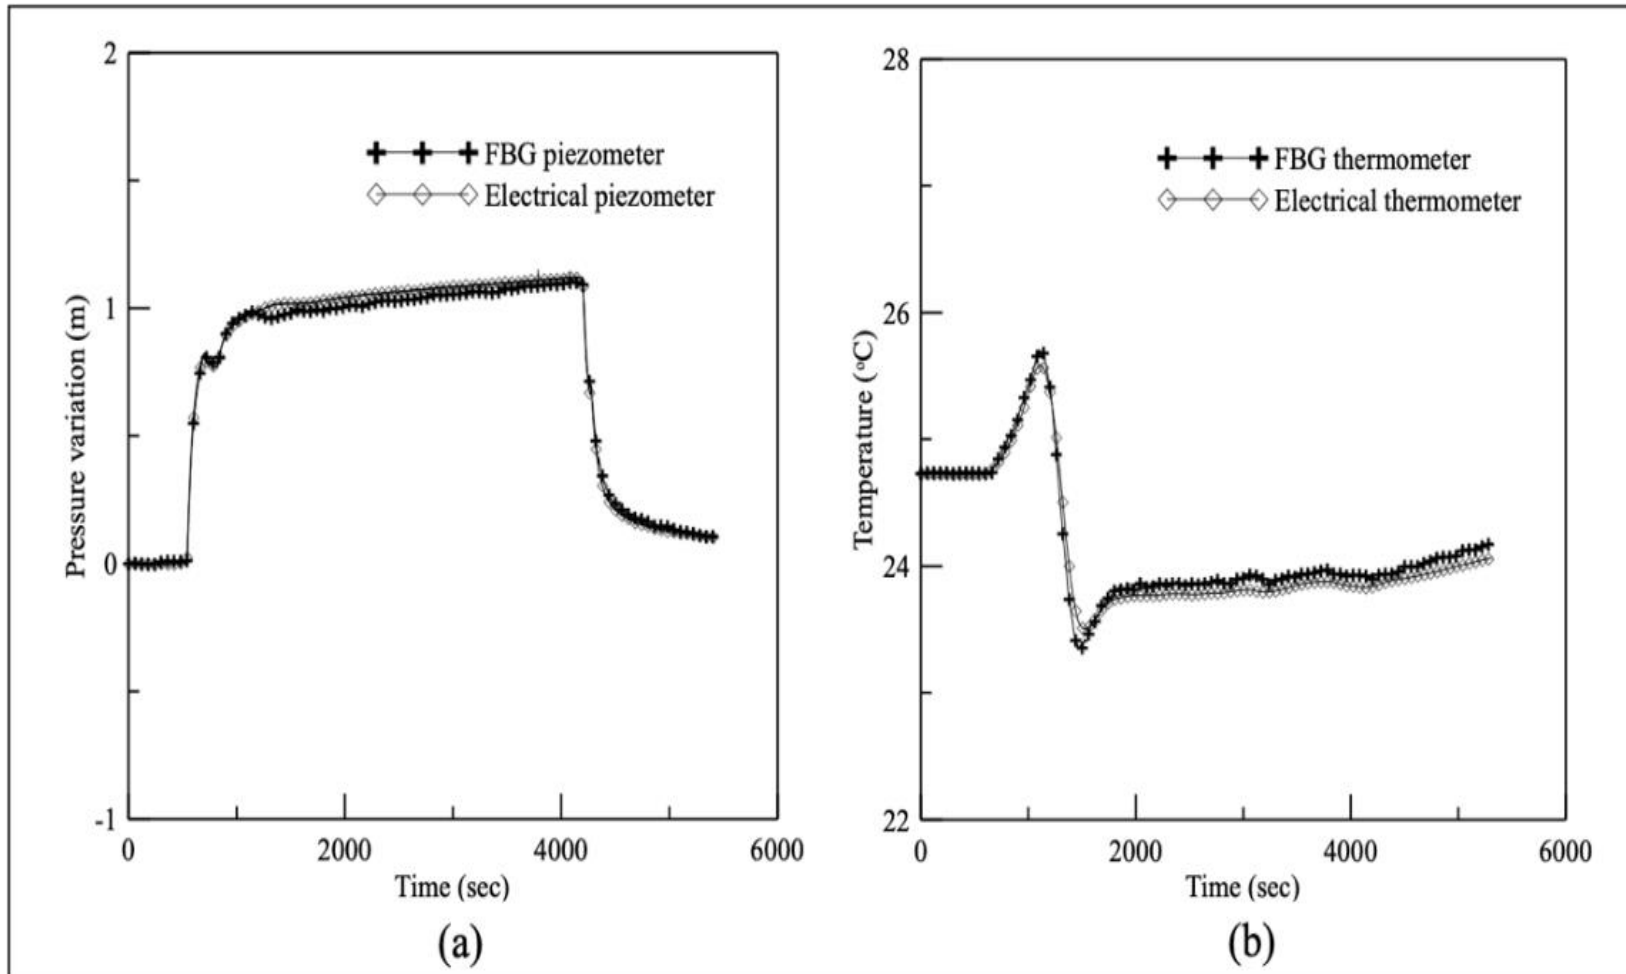 2
FBG piezometer
Electrical piezometer
1
Pressure variation (m)
0
-1
0 2000 4000 6000
Time (sec)
(a)
28
FBG thermometer
Electrical thermometer
26
Temperature (°C)
24
22
0 2000 4000 6000
Time (sec)
(b)